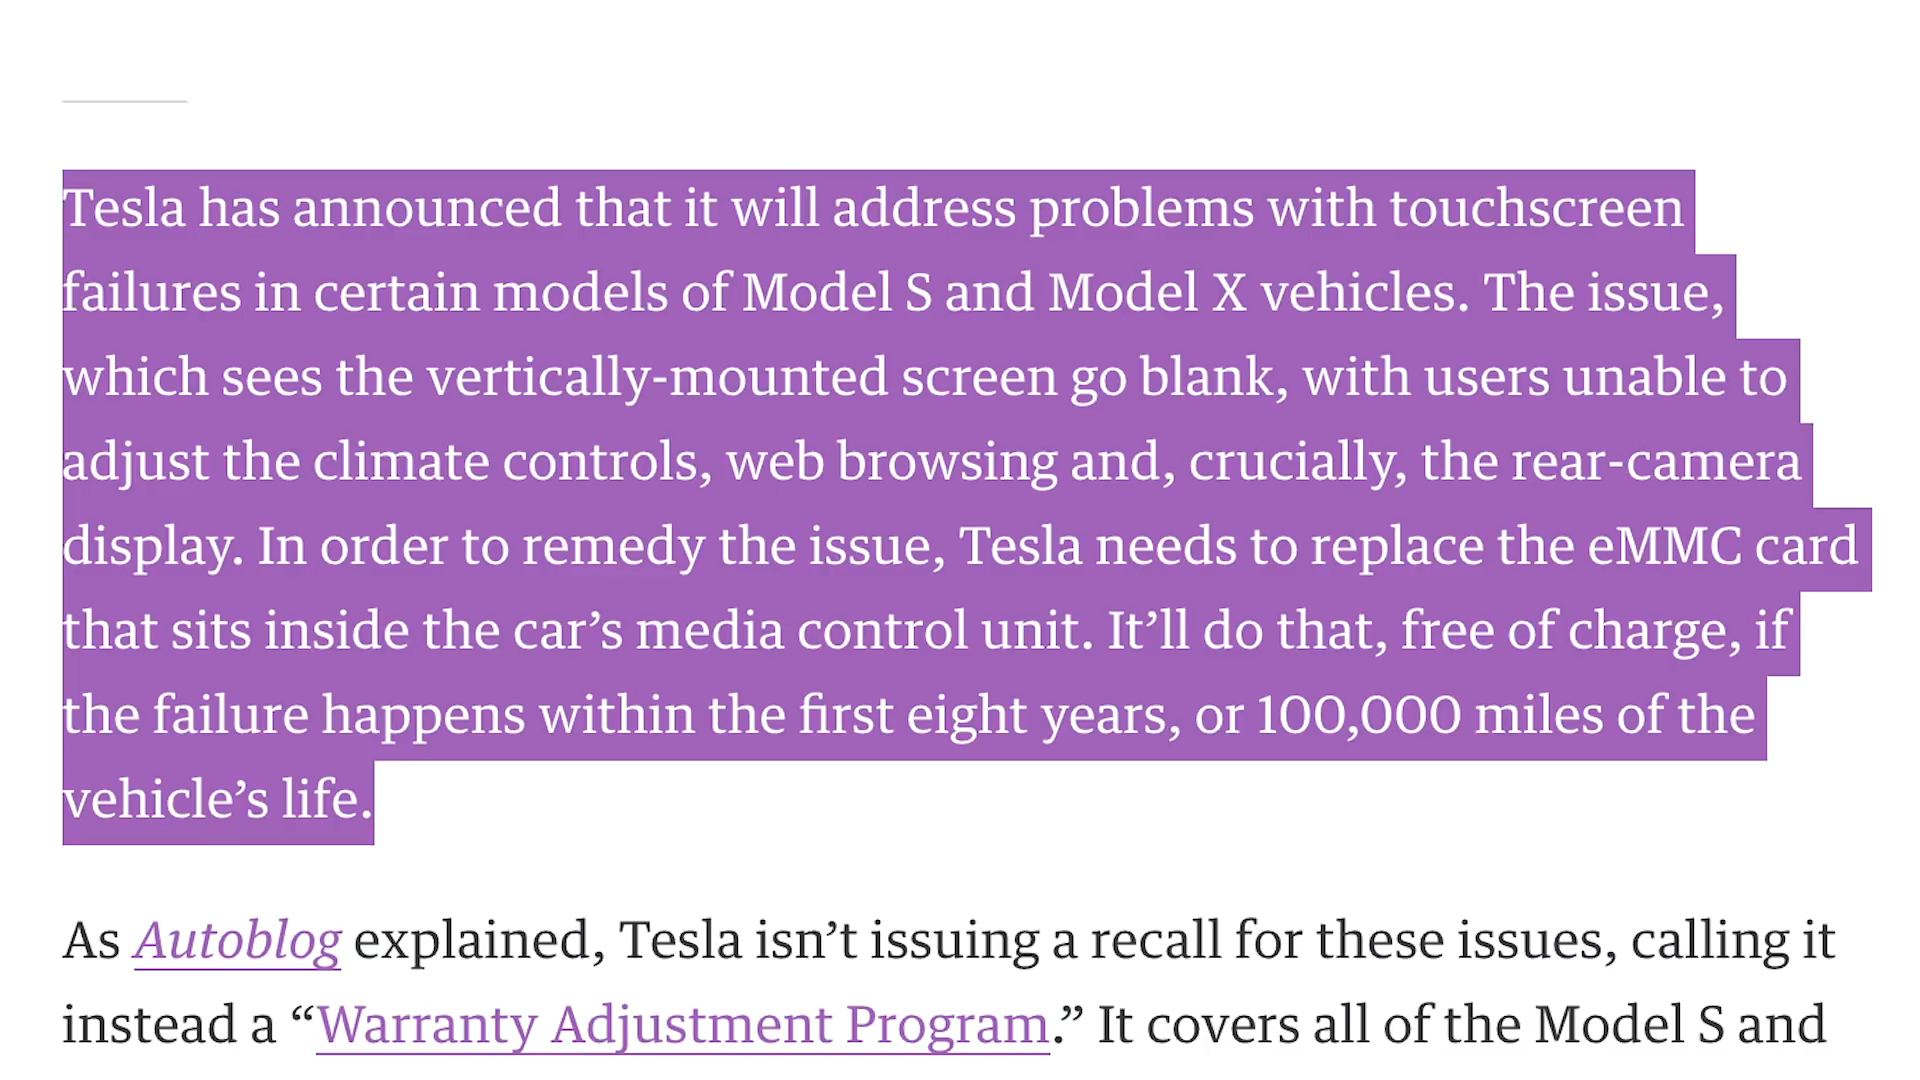 Tesla has announced that it will address problems with touchscreen
failures in certain models of Model S and Model X vehicles. The issue,
which sees the vertically-mounted screen go blank, with users unable to
adjust the climate controls, web browsing and, crucially, the rear-camera
display. In order to remedy the issue, Tesla needs to replace the eMMC card
that sits inside the car’s media control unit. It’ll do that, free of charge, if
the failure happens within the first eight years, or 100,000 miles of the
vehicle’s life.
As Autoblog explained, Tesla isn’t issuing a recall for these issues, calling it
instead a “Warranty Adjustment Program.” It covers all of the Model S and